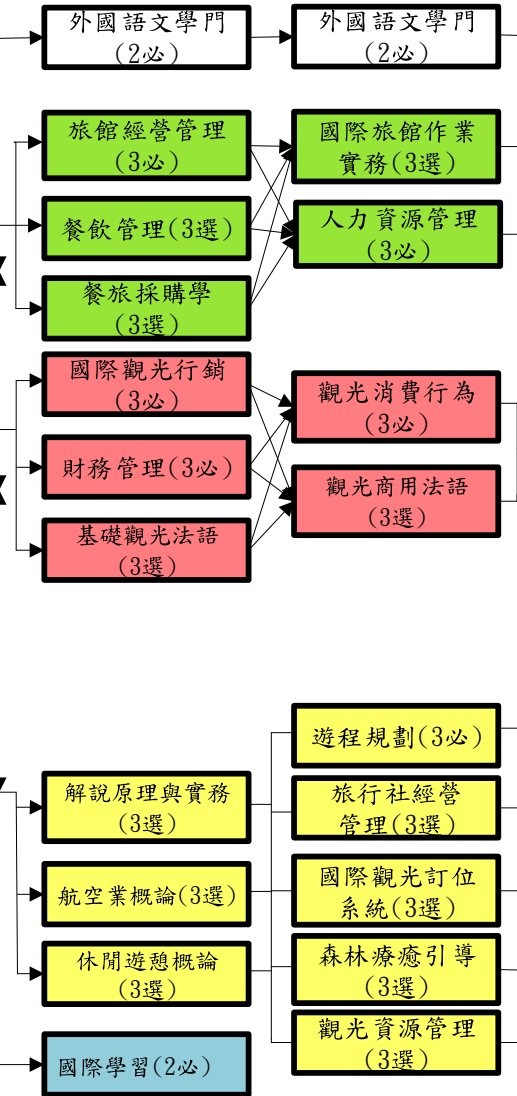 外國語文學門
(2必)
外國語文學門
(2必)
旅館經營管理
(3必)
餐飲管理(3選)
餐旅採購學
(3選)
國際旅館作業
實務(3選)
人力資源管理
(3必)
國際觀光行銷
(3必)
財務管理(3必)
基礎觀光法語
(3選)
觀光消費行為
(3必)
觀光商用法語
(3選)
解說原理與實務
(3選)
航空業概論(3選)
休閒遊憩概論
(3選)
國際學習(2必)
遊程規劃(3必)
旅行社經營
管理(3選)
國際觀光訂位
系統(3選)
森林療癒引導
(3選)
觀光資源管理
(3選)